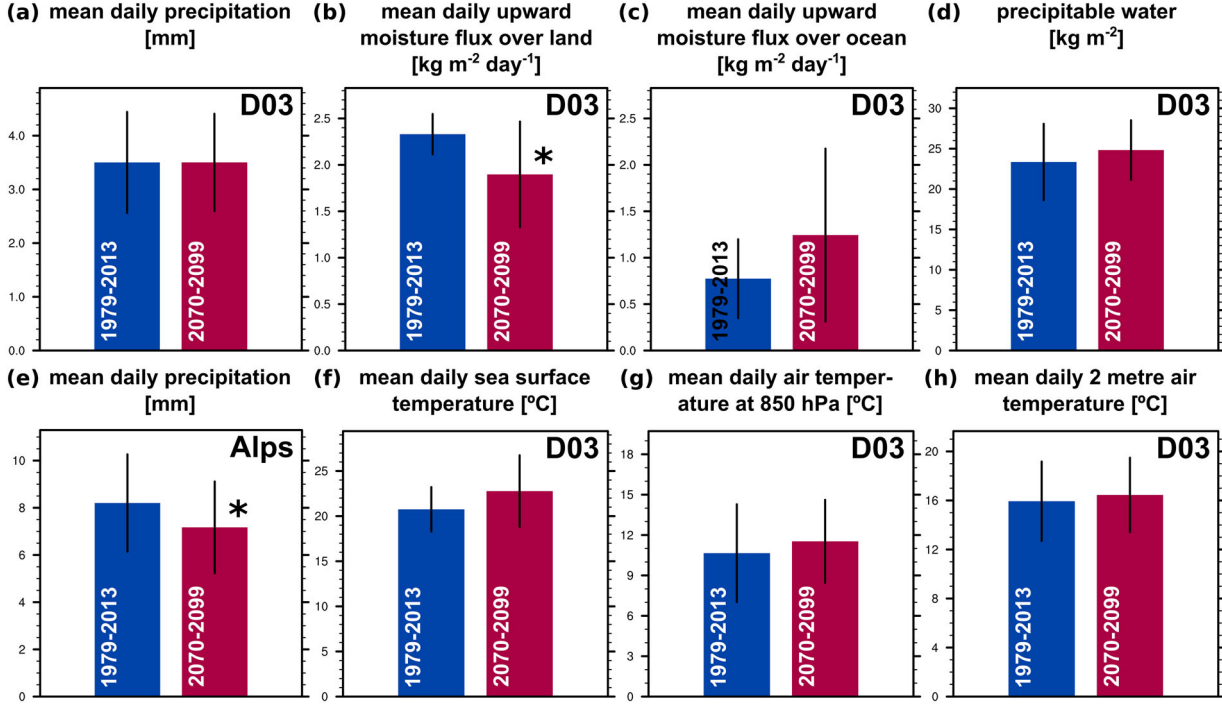 (a) mean daily precipitation
[mm]
D03
4.0
3.0
2.0
1.0
0.0
1979-2013
2070-2099
(b) mean daily upward
moisture flux over land
[kg m⁻² day⁻¹]
D03
2.5
2.0
1.5
1.0
0.5
0.0
*
1979-2013
2070-2099
(c) mean daily upward
moisture flux over ocean
[kg m⁻² day⁻¹]
D03
2.5
2.0
1.5
1.0
0.5
0.0
1979-2013
2070-2099
(d) precipitable water
[kg m⁻²]
D03
30
25
20
15
10
5
0
1979-2013
2070-2099
(e) mean daily precipitation
[mm]
Alps
10
8
6
4
2
0
*
1979-2013
2070-2099
(f) mean daily sea surface
temperature [ºC]
D03
25
20
15
10
5
0
1979-2013
2070-2099
(g) mean daily air temper-
ature at 850 hPa [ºC]
D03
18
15
12
9
6
3
0
1979-2013
2070-2099
(h) mean daily 2 metre air
temperature [ºC]
D03
20
16
12
8
4
0
1979-2013
2070-2099